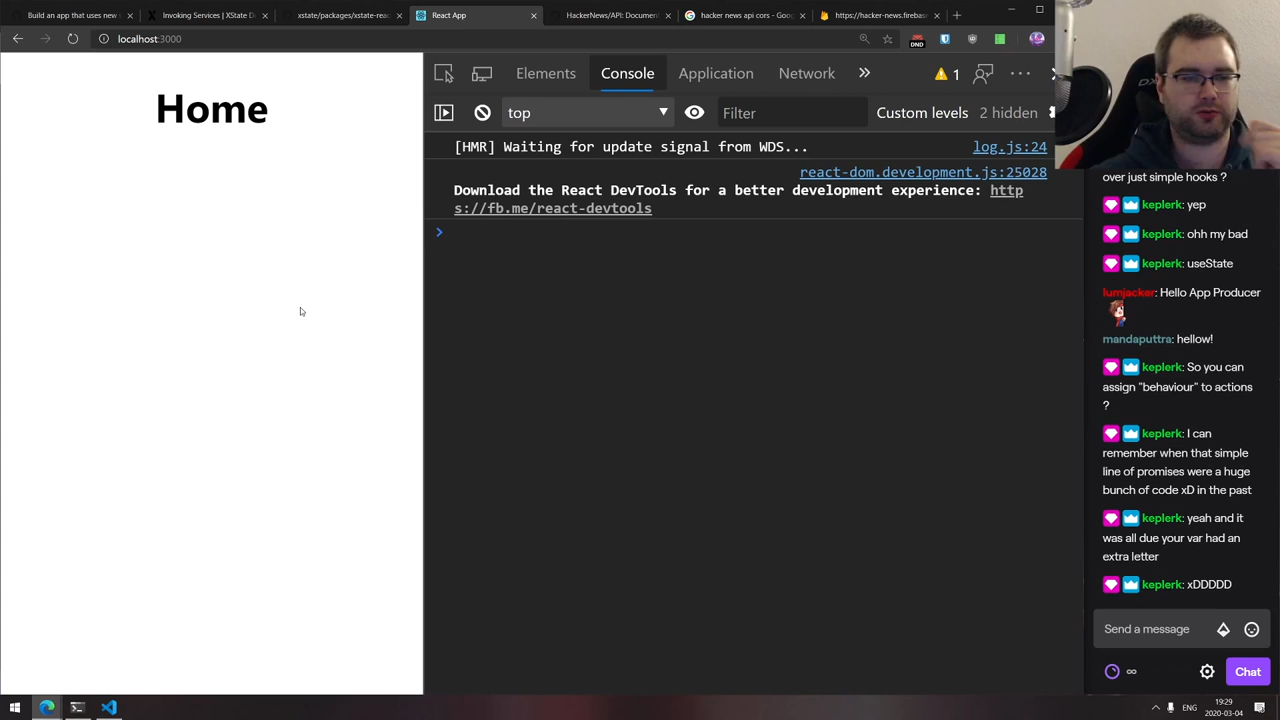 Build an app that uses new
Invoking Services | XState D
xstate/packages/xstate-rea
React App
HackerNews/API: Document
hacker news api cors - Goog
https://hacker-news.firebas
localhost:3000
DND
Home
Elements
Console
Application
Network
1
top
Filter
Custom levels
2 hidden
[HMR] Waiting for update signal from WDS...
log.js:24
react-dom.development.js:25028
Download the React DevTools for a better development experience: http
s://fb.me/react-devtools
over just simple hooks ?
keplerk: yep
keplerk: ohh my bad
keplerk: useState
lumjacker: Hello App Producer
mandaputtra: hellow!
keplerk: So you can
assign "behaviour" to actions
?
keplerk: I can
remember when that simple
line of promises were a huge
bunch of code xD in the past
keplerk: yeah and it
was all due your var had an
extra letter
keplerk: xDDDDD
Send a message
Chat
ENG
19:29
2020-03-04